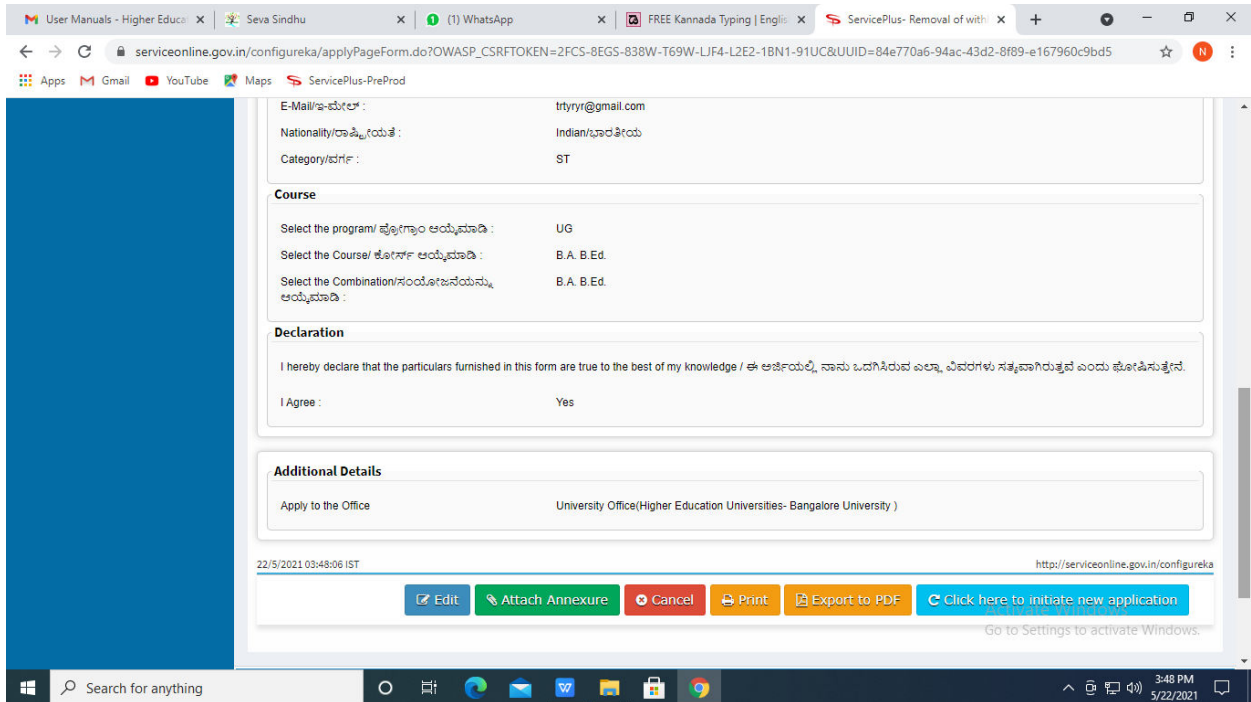 User Manuals - Higher Educat
Seva Sindhu
(1) WhatsApp
FREE Kannada Typing | Englis
ServicePlus- Removal of with
serviceonline.gov.in/configureka/applyPageForm.do?OWASP_CSRFTOKEN=2FCS-8EGS-838W-T69W-LJF4-L2E2-1BN1-91UC&UUID=84e770a6-94ac-43d2-8f89-e167960c9bd5
N
Apps Gmail YouTube Maps ServicePlus-PreProd
E-Mail/ಇ-ಮೇಲ್ : trtyryr@gmail.com
Nationality/ರಾಷ್ಟ್ರೀಯತೆ : Indian/ಭಾರತೀಯ
Category/ವರ್ಗ : ST
Course
Select the program/ ಪ್ರೋಗ್ರಾಂ ಆಯ್ಕೆಮಾಡಿ : UG
Select the Course/ ಕೋರ್ಸ್ ಆಯ್ಕೆಮಾಡಿ : B.A. B.Ed.
Select the Combination/ಸಂಯೋಜನೆಯನ್ನು B.A. B.Ed.
ಆಯ್ಕೆಮಾಡಿ :
Declaration
I hereby declare that the particulars furnished in this form are true to the best of my knowledge / ಈ ಅರ್ಜಿಯಲ್ಲಿ ನಾನು ಒದಗಿಸಿರುವ ಎಲ್ಲಾ ವಿವರಗಳು ಸತ್ಯವಾಗಿರುತ್ತವೆ ಎಂದು ಘೋಷಿಸುತ್ತೇನೆ.
I Agree : Yes
Additional Details
Apply to the Office University Office(Higher Education Universities- Bangalore University )
22/5/2021 03:48:06 IST http://serviceonline.gov.in/configureka
Edit Attach Annexure Cancel Print Export to PDF Click here to initiate new application
Activate Windows
Go to Settings to activate Windows.
Search for anything
3:48 PM
5/22/2021